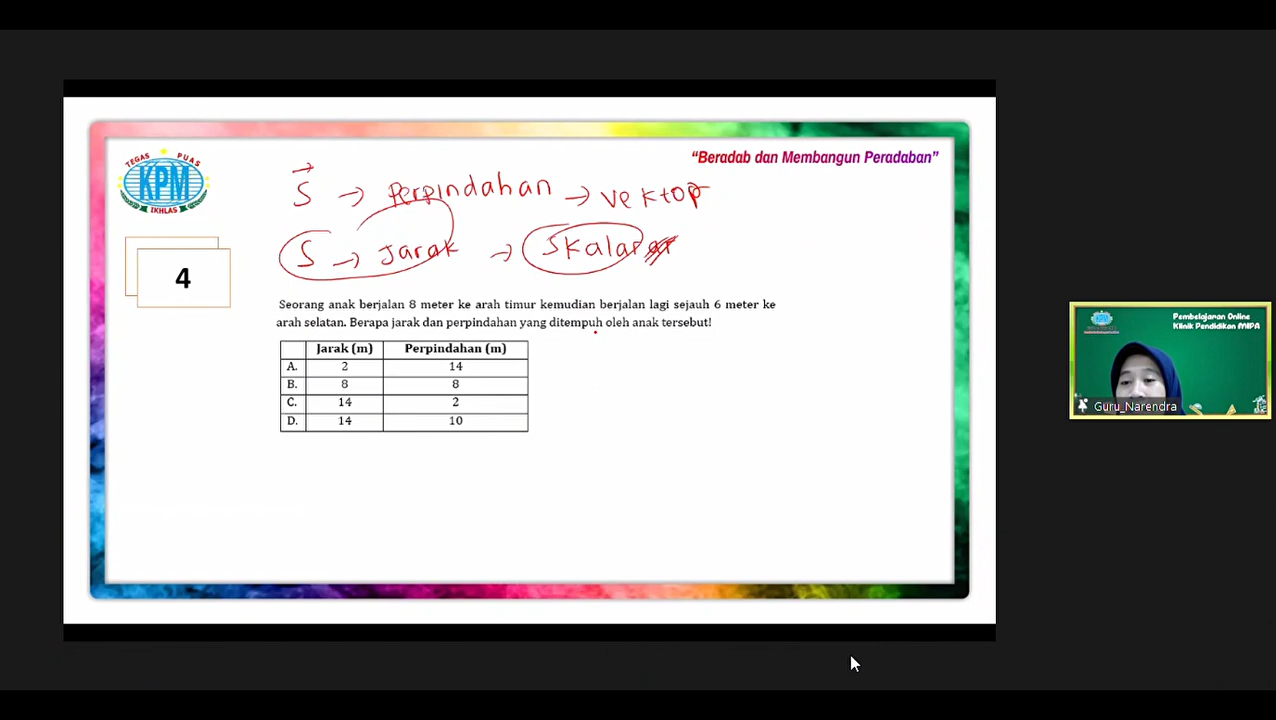 TEGAS PUAS
KPM
IKHLAS
“Beradab dan Membangun Peradaban”
S → Perpindahan → vektor
S → Jarak → Skalar
4
Seorang anak berjalan 8 meter ke arah timur kemudian berjalan lagi sejauh 6 meter ke
arah selatan. Berapa jarak dan perpindahan yang ditempuh oleh anak tersebut!
Jarak (m) Perpindahan (m)
A. 2 14
B. 8 8
C. 14 2
D. 14 10
Pembelajaran Online
Klinik Pendidikan MIPA
Guru_Narendra